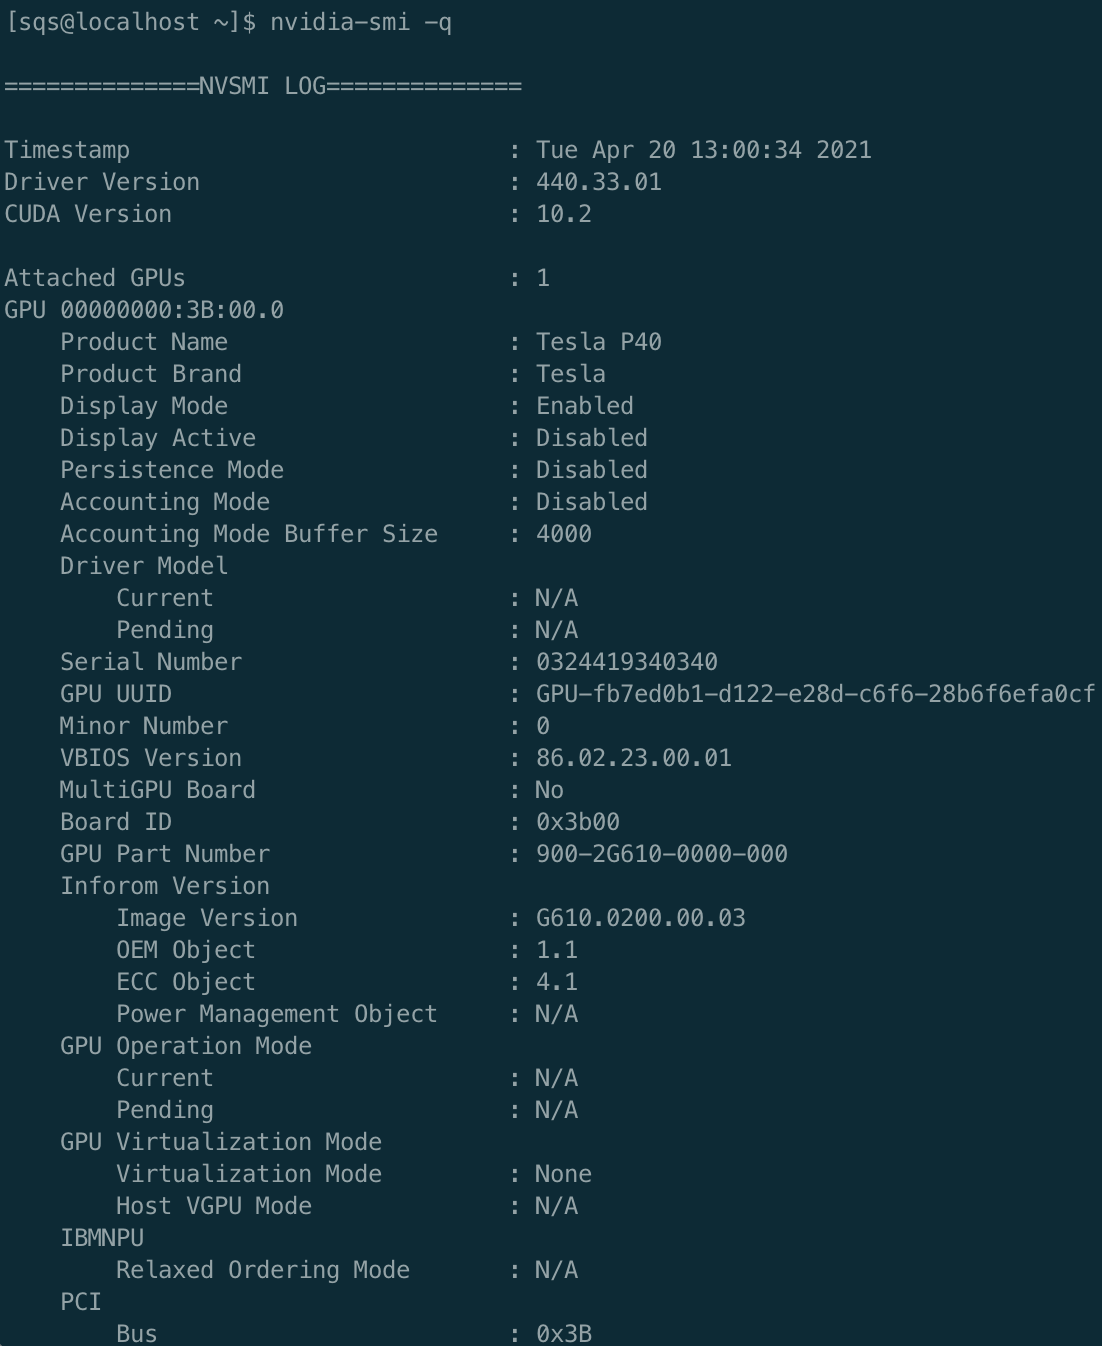 [sqs@localhost ~]$ nvidia-smi -q
==============NVSMI LOG==============
Timestamp : Tue Apr 20 13:00:34 2021
Driver Version : 440.33.01
CUDA Version : 10.2
Attached GPUs : 1
GPU 00000000:3B:00.0
Product Name : Tesla P40
Product Brand : Tesla
Display Mode : Enabled
Display Active : Disabled
Persistence Mode : Disabled
Accounting Mode : Disabled
Accounting Mode Buffer Size : 4000
Driver Model
Current : N/A
Pending : N/A
Serial Number : 0324419340340
GPU UUID : GPU-fb7ed0b1-d122-e28d-c6f6-28b6f6efa0cf
Minor Number : 0
VBIOS Version : 86.02.23.00.01
MultiGPU Board : No
Board ID : 0x3b00
GPU Part Number : 900-2G610-0000-000
Inforom Version
Image Version : G610.0200.00.03
OEM Object : 1.1
ECC Object : 4.1
Power Management Object : N/A
GPU Operation Mode
Current : N/A
Pending : N/A
GPU Virtualization Mode
Virtualization Mode : None
Host VGPU Mode : N/A
IBMNPU
Relaxed Ordering Mode : N/A
PCI
Bus : 0x3B